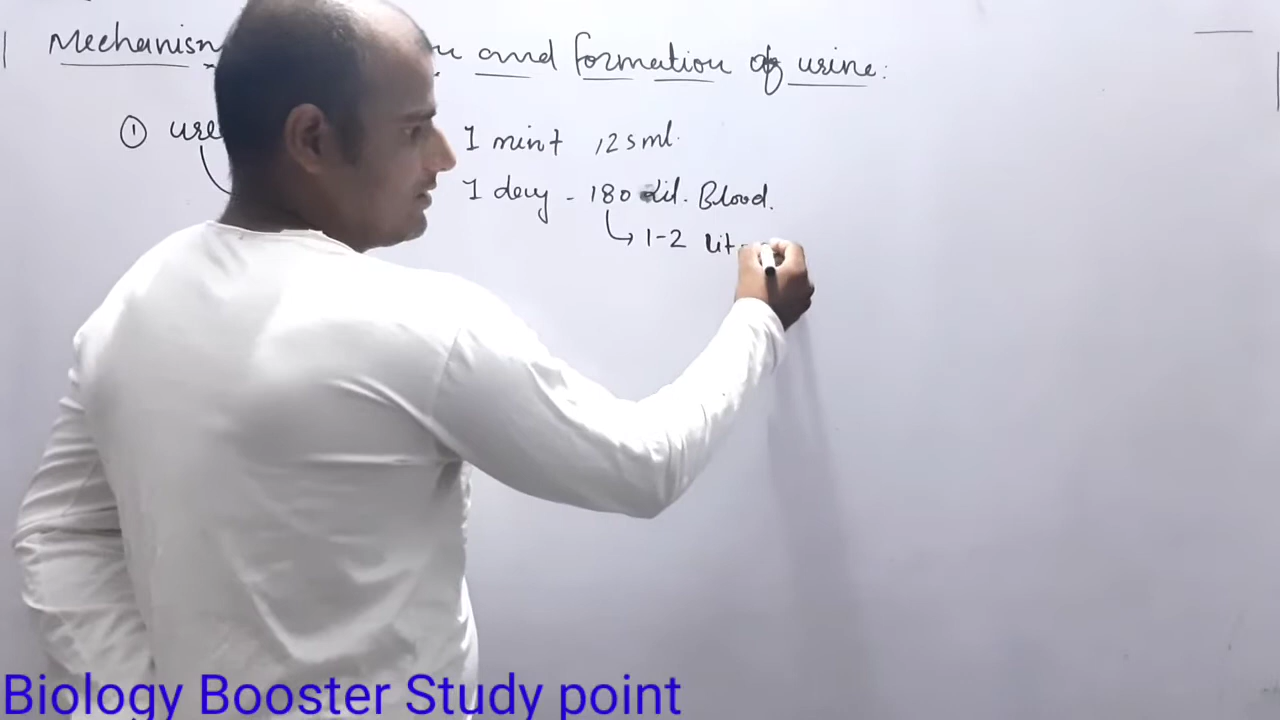 Mechanism and formation of urine:
① ure
1 mint 125ml.
1 day - 180 Lit. Blood.
1-2 lit
Biology Booster Study point